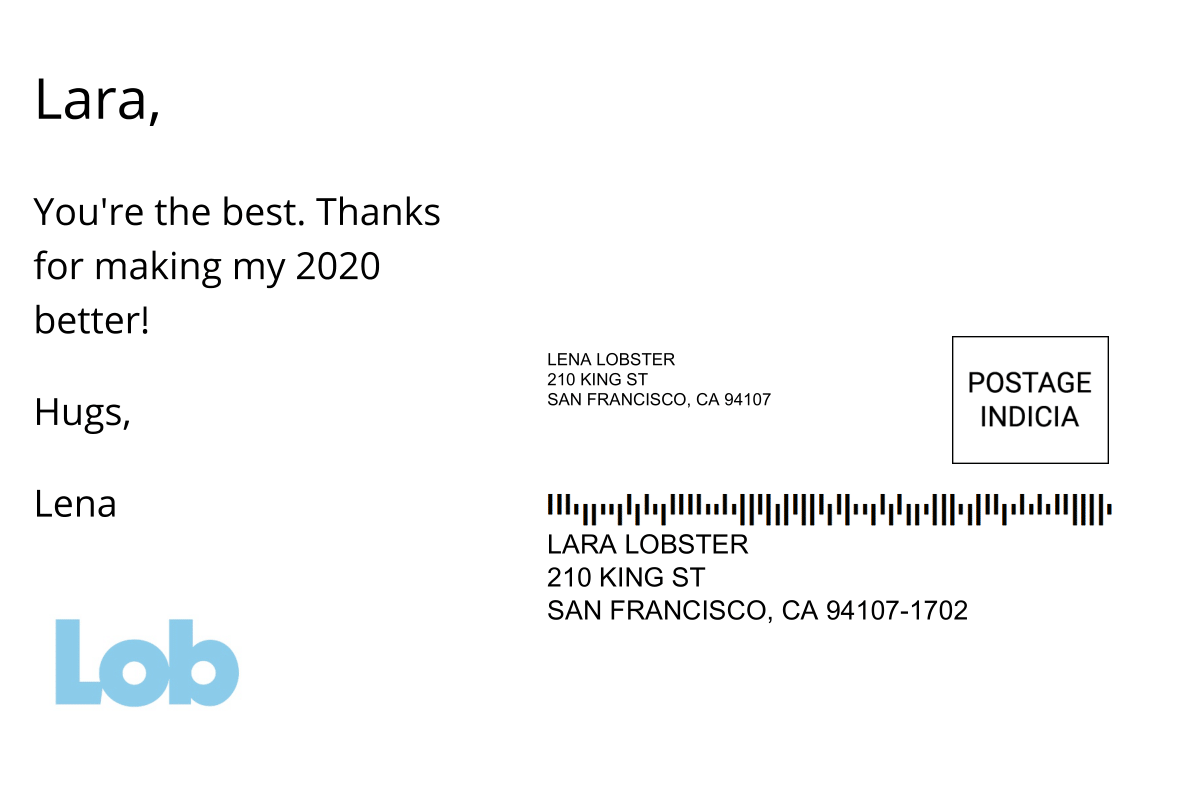 Lara,
You're the best. Thanks
for making my 2020
better!
Hugs,
Lena
Lob
LENA LOBSTER
210 KING ST
SAN FRANCISCO, CA 94107
POSTAGE
INDICIA
LARA LOBSTER
210 KING ST
SAN FRANCISCO, CA 94107-1702